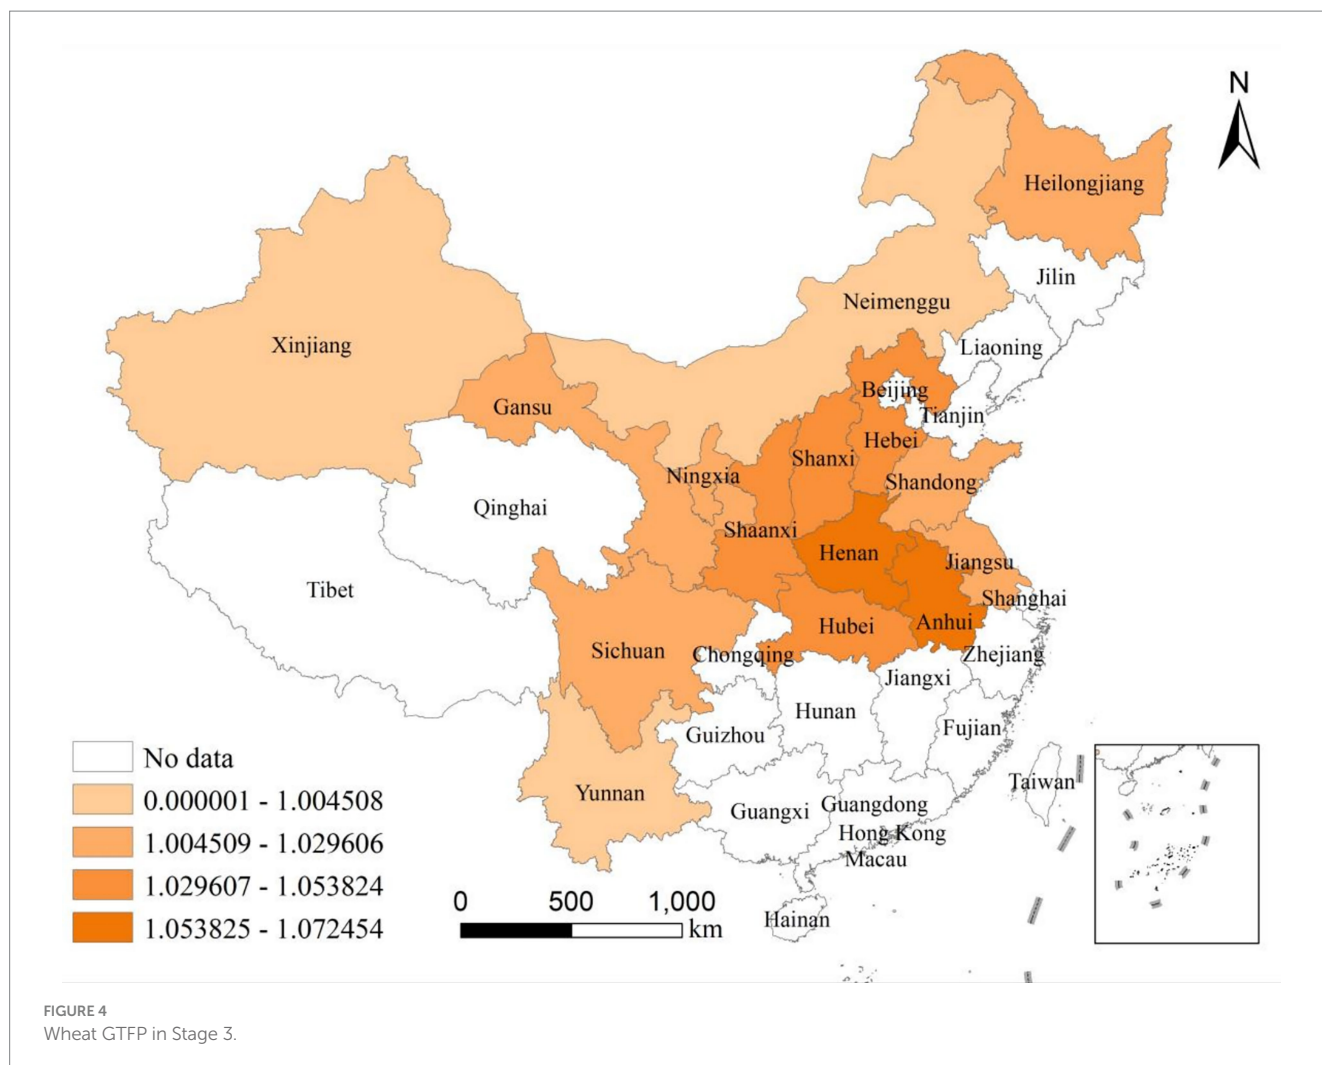 N
Heilongjiang
Jilin
Neimenggu
Xinjiang
Liaoning
Beijing
Gansu
Tianjin
Hebei
Shanxi
Ningxia
Shandong
Qinghai
Shaanxi
Henan
Jiangsu
Tibet
Shanghai
Anhui
Hubei
Sichuan
Chongqing
Zhejiang
Jiangxi
Hunan
Fujian
Guizhou
Taiwan
Yunnan
Guangdong
Guangxi
Hong Kong
Macau
Hainan
No data
0.000001 - 1.004508
1.004509 - 1.029606
1.029607 - 1.053824
1.053825 - 1.072454
0 500 1,000
km
FIGURE 4
Wheat GTFP in Stage 3.